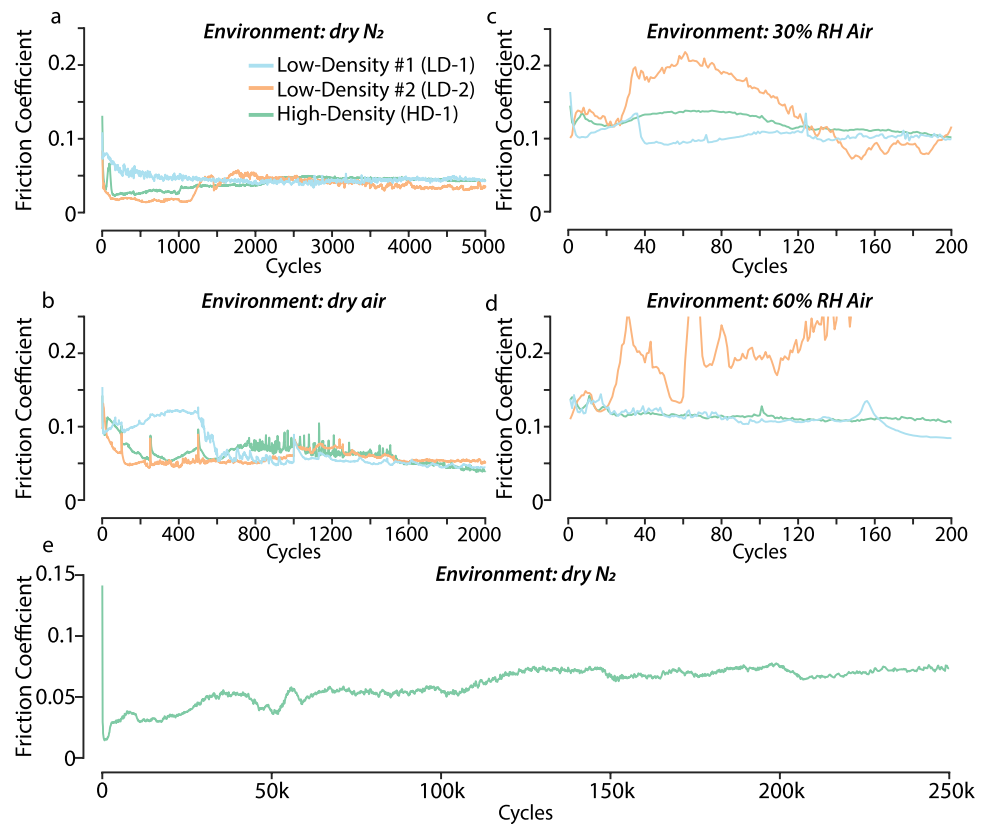 a
Environment: dry N₂
0.2
0.1
0
Friction Coefficient
Low-Density #1 (LD-1)
Low-Density #2 (LD-2)
High-Density (HD-1)
0 1000 2000 3000 4000 5000
Cycles
c
Environment: 30% RH Air
0.2
0.1
0
Friction Coefficient
0 40 80 120 160 200
Cycles
b
Environment: dry air
0.2
0.1
0
Friction Coefficient
0 400 800 1200 1600 2000
Cycles
d
Environment: 60% RH Air
0.2
0.1
0
Friction Coefficient
0 40 80 120 160 200
Cycles
e
Environment: dry N₂
0.15
0.1
0.05
0
Friction Coefficient
0 50k 100k 150k 200k 250k
Cycles